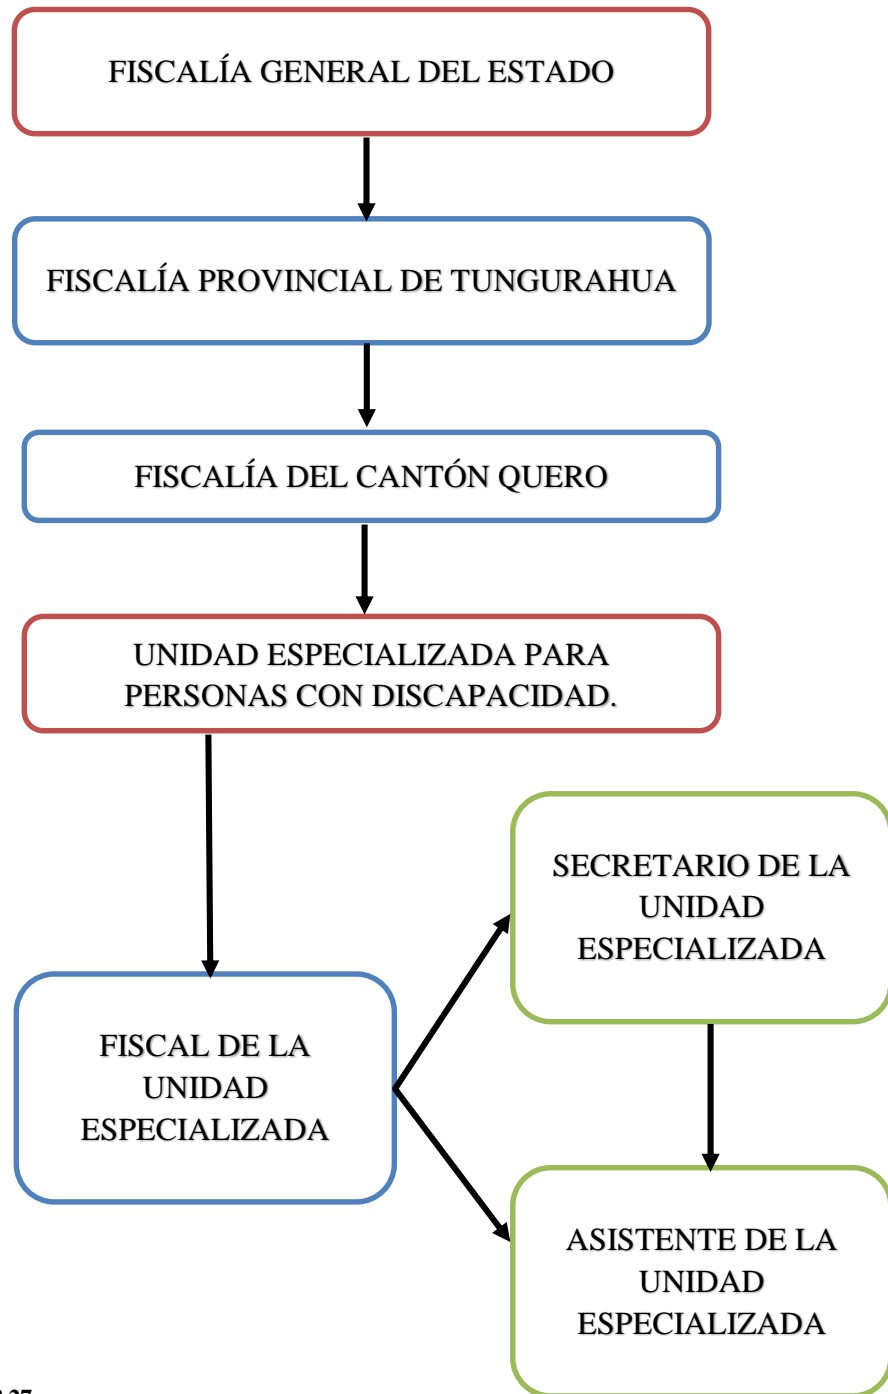 FISCALÍA GENERAL DEL ESTADO
FISCALÍA PROVINCIAL DE TUNGURAHUA
FISCALÍA DEL CANTÓN QUERO
UNIDAD ESPECIALIZADA PARA
PERSONAS CON DISCAPACIDAD.
SECRETARIO DE LA
UNIDAD
ESPECIALIZADA
FISCAL DE LA
UNIDAD
ESPECIALIZADA
ASISTENTE DE LA
UNIDAD
ESPECIALIZADA